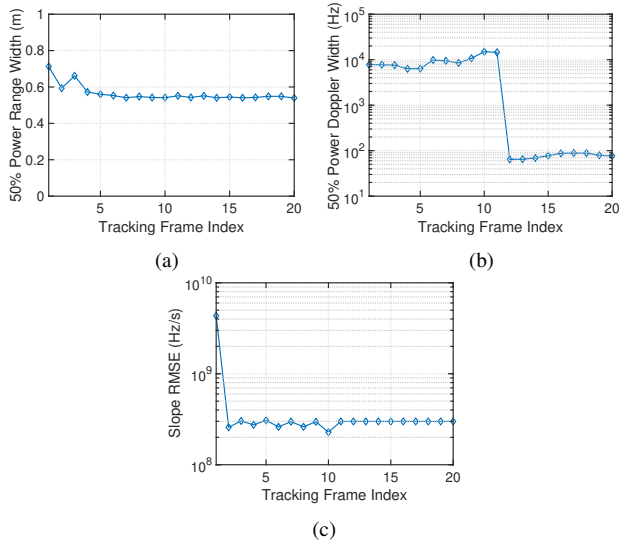 50% Power Range Width (m)
1
0.8
0.6
0.4
0.2
0
5
10
15
20
Tracking Frame Index
(a)
50% Power Doppler Width (Hz)
10^5
10^4
10^3
10^2
10^1
5
10
15
20
Tracking Frame Index
(b)
Slope RMSE (Hz/s)
10^10
10^9
10^8
5
10
15
20
Tracking Frame Index
(c)